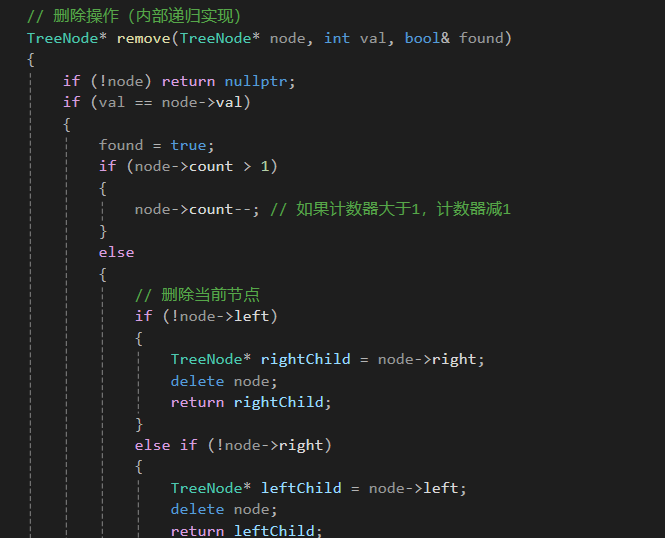 // 删除操作（内部递归实现）
TreeNode* remove(TreeNode* node, int val, bool& found)
{
    if (!node) return nullptr;
    if (val == node->val)
    {
        found = true;
        if (node->count > 1)
        {
            node->count--; // 如果计数器大于1，计数器减1
        }
        else
        {
            // 删除当前节点
            if (!node->left)
            {
                TreeNode* rightChild = node->right;
                delete node;
                return rightChild;
            }
            else if (!node->right)
            {
                TreeNode* leftChild = node->left;
                delete node;
                return leftChild;